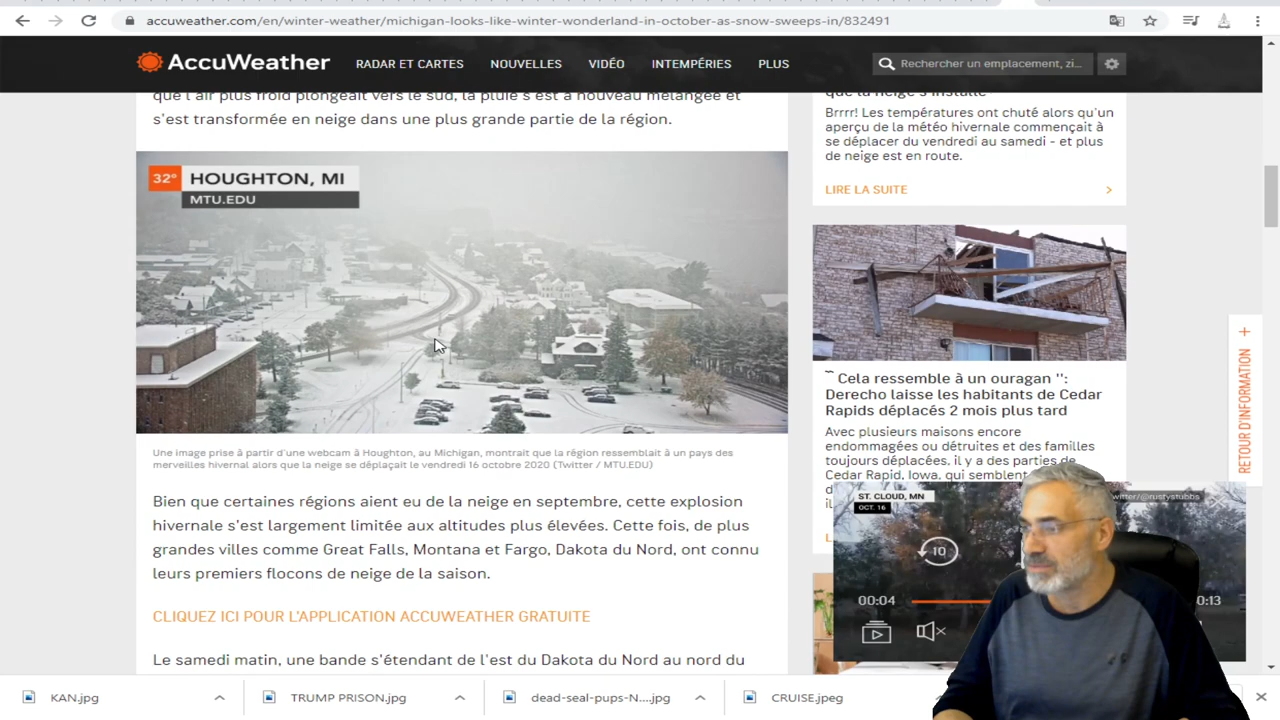 accuweather.com/en/winter-weather/michigan-looks-like-winter-wonderland-in-october-as-snow-sweeps-in/832491
AccuWeather
RADAR ET CARTES
NOUVELLES
VIDÉO
INTEMPÉRIES
PLUS
Rechercher un emplacement, zi...
que l'air plus froid plongeait vers le sud, la pluie s'est à nouveau mélangée et
s'est transformée en neige dans une plus grande partie de la région.
32°
HOUGHTON, MI
MTU.EDU
Une image prise à partir d'une webcam à Houghton, au Michigan, montrait que la région ressemblait à un pays des
merveilles hivernal alors que la neige se déplaçait le vendredi 16 octobre 2020 (Twitter / MTU.EDU)
Bien que certaines régions aient eu de la neige en septembre, cette explosion
hivernale s'est largement limitée aux altitudes plus élevées. Cette fois, de plus
grandes villes comme Great Falls, Montana et Fargo, Dakota du Nord, ont connu
leurs premiers flocons de neige de la saison.
CLIQUEZ ICI POUR L'APPLICATION ACCUWEATHER GRATUITE
Le samedi matin, une bande s'étendant de l'est du Dakota du Nord au nord du
que la neige s'installe
Brrrr! Les températures ont chuté alors qu'un
aperçu de la météo hivernale commençait à
se déplacer du vendredi au samedi - et plus
de neige est en route.
LIRE LA SUITE >
`` Cela ressemble à un ouragan '':
Derecho laisse les habitants de Cedar
Rapids déplacés 2 mois plus tard
Avec plusieurs maisons encore
endommagées ou détruites et des familles
toujours déplacées, il y a des parties de
Cedar Rapid, Iowa, qui semblent
RETOUR D'INFORMATION +
ST. CLOUD, MN
OCT. 16
witter/@rustystubbs
10
00:04
0:13
KAN.jpg
TRUMP PRISON.jpg
dead-seal-pups-N....jpg
CRUISE.jpeg